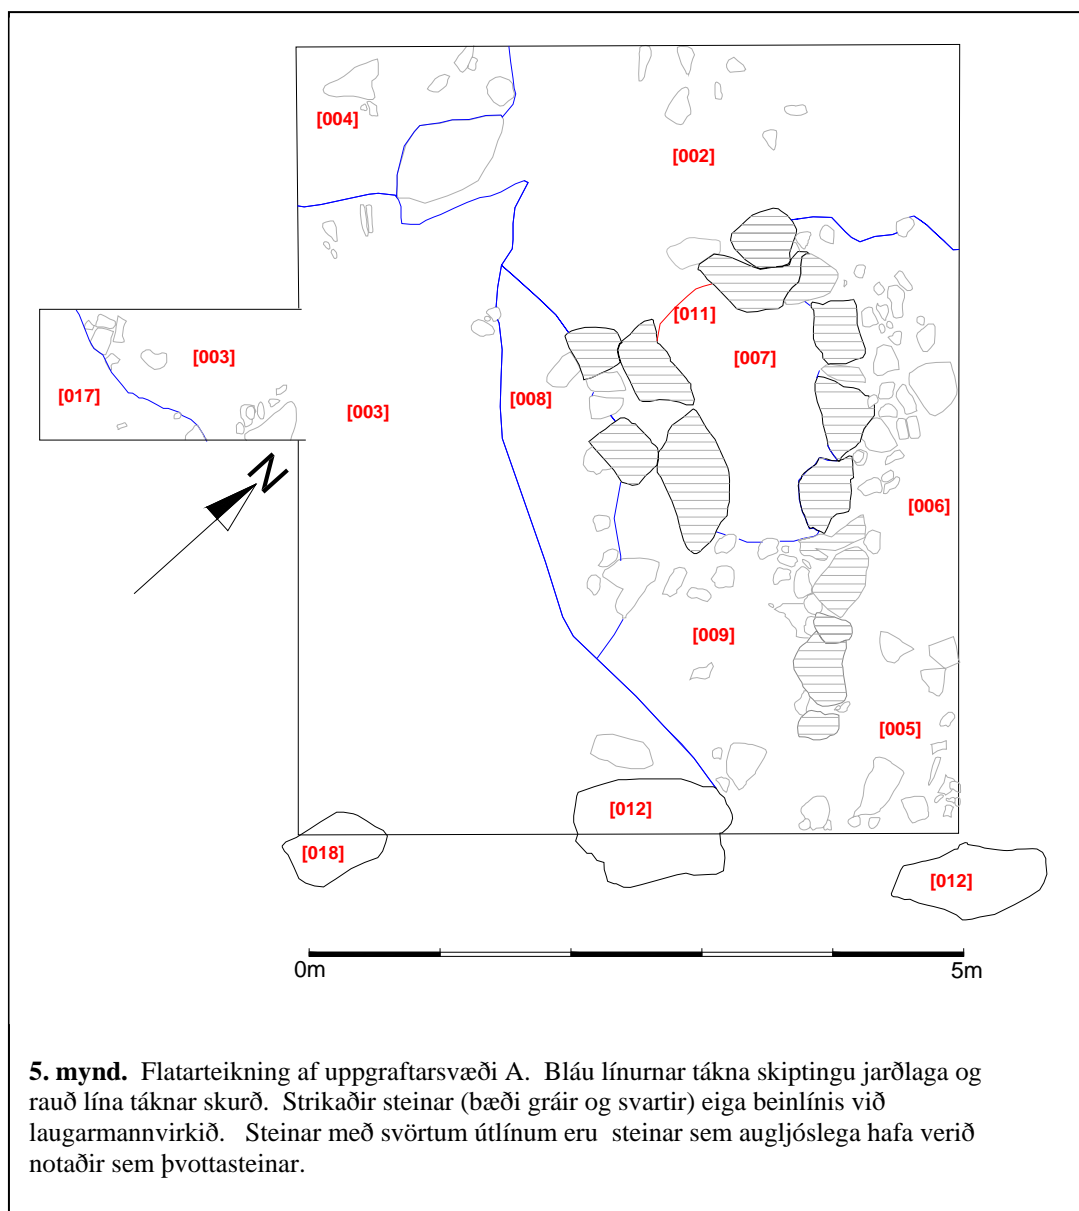 [004]
[002]
[011]
[003]
[007]
[017]
[003]
[008]
N
[006]
[009]
[005]
[012]
[018]
[012]
0m
5m
5. mynd. Flatarteikning af uppgraftarsvæði A. Bláu línurnar tákna skiptingu jarðlaga og
rauð lína táknar skurð. Strikaðir steinar (bæði gráir og svartir) eiga beinlínis við
laugarmannvirkið. Steinar með svörtum útlínum eru steinar sem augljóslega hafa verið
notaðir sem þvottasteinar.